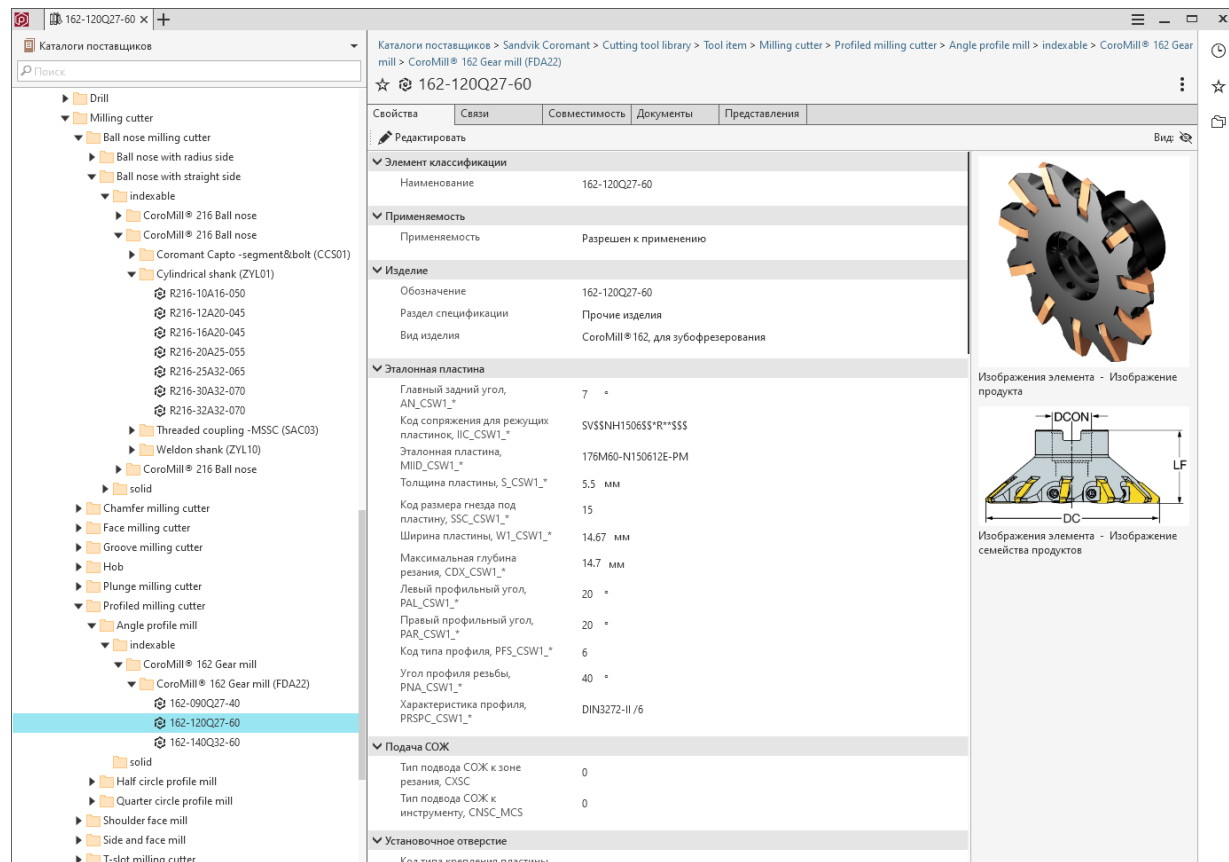 162-120Q27-60
Каталоги поставщиков
Поиск
Drill
Milling cutter
Ball nose milling cutter
Ball nose with radius side
Ball nose with straight side
indexable
CoroMill® 216 Ball nose
CoroMill® 216 Ball nose
Coromant Capto -segment&bolt (CCS01)
Cylindrical shank (ZYL01)
R216-10A16-050
R216-12A20-045
R216-16A20-045
R216-20A25-055
R216-25A32-065
R216-30A32-070
R216-32A32-070
Threaded coupling -MSSC (SAC03)
Weldon shank (ZYL10)
CoroMill® 216 Ball nose
solid
Chamfer milling cutter
Face milling cutter
Groove milling cutter
Hob
Plunge milling cutter
Profiled milling cutter
Angle profile mill
indexable
CoroMill® 162 Gear mill
CoroMill® 162 Gear mill (FDA22)
162-090Q27-40
162-120Q27-60
162-140Q32-60
solid
Half circle profile mill
Quarter circle profile mill
Shoulder face mill
Side and face mill
T-slot milling cutter
Каталоги поставщиков > Sandvik Coromant > Cutting tool library > Tool item > Milling cutter > Profiled milling cutter > Angle profile mill > indexable > CoroMill® 162 Gear
mill > CoroMill® 162 Gear mill (FDA22)
162-120Q27-60
Свойства Связи Совместимость Документы Представления
Редактировать Вид:
Элемент классификации
Наименование 162-120Q27-60
Применяемость
Применяемость Разрешен к применению
Изделие
Обозначение 162-120Q27-60
Раздел спецификации Прочие изделия
Вид изделия CoroMill®162, для зубофрезерования
Эталонная пластина
Главный задний угол,
AN_CSW1_* 7 °
Код сопряжения для режущих
пластинок, IIC_CSW1_* SV$$NH1506$$*R**$$$
Эталонная пластина,
MIID_CSW1_* 176M60-N150612E-PM
Толщина пластины, S_CSW1_* 5.5 мм
Код размера гнезда под
пластину, SSC_CSW1_* 15
Ширина пластины, W1_CSW1_* 14.67 мм
Максимальная глубина
резания, CDX_CSW1_* 14.7 мм
Левый профильный угол,
PAL_CSW1_* 20 °
Правый профильный угол,
PAR_CSW1_* 20 °
Код типа профиля, PFS_CSW1_* 6
Угол профиля резьбы,
PNA_CSW1_* 40 °
Характеристика профиля,
PRSPC_CSW1_* DIN3272-II /6
Подача СОЖ
Тип подвода СОЖ к зоне
резания, CXSC 0
Тип подвода СОЖ к
инструменту, CNSC_MCS 0
Установочное отверстие
Код типа крепления пластины
Изображения элемента - Изображение
продукта
DCON
LF
DC
Изображения элемента - Изображение
семейства продуктов